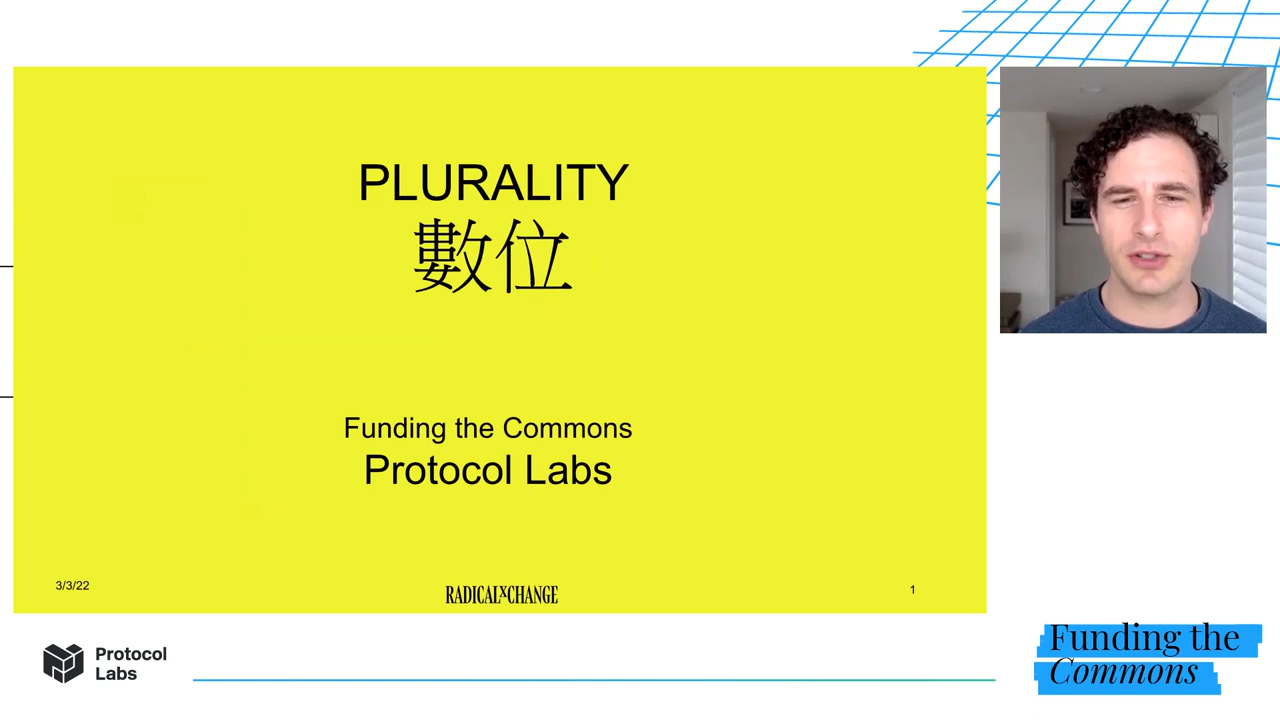 PLURALITY
數位
Funding the Commons
Protocol Labs
3/3/22
RADICALXCHANGE
1
Protocol
Labs
Funding the
Commons